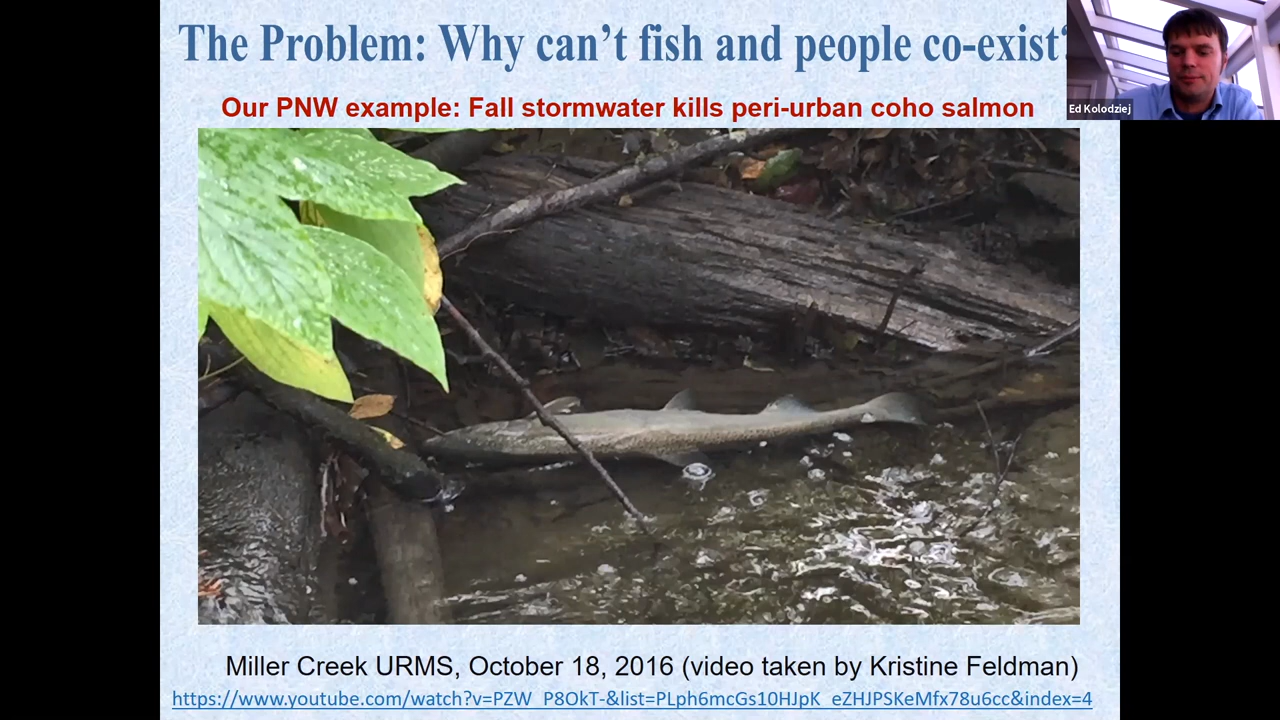 The Problem: Why can't fish and people co-exist?
Ed Kolodziej
Our PNW example: Fall stormwater kills peri-urban coho salmon
Miller Creek URMS, October 18, 2016 (video taken by Kristine Feldman)
https://www.youtube.com/watch?v=PZW_P8OkT-&list=PLph6mcGs10HJpK_eZHJPSKeMfx78u6cc&index=4